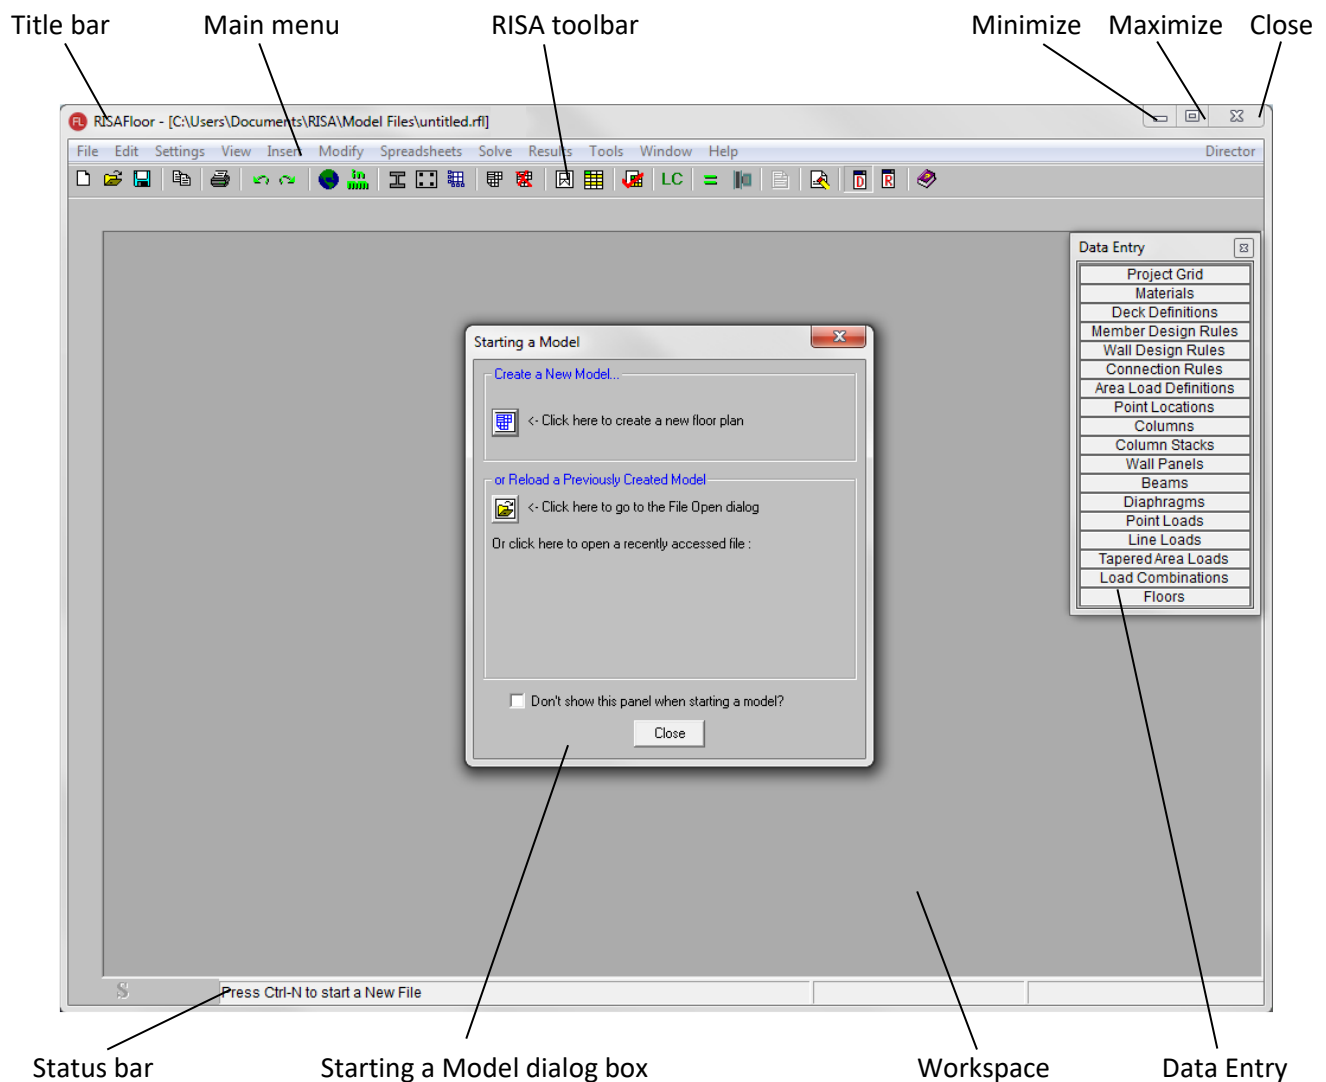 Title bar Main menu RISA toolbar Minimize Maximize Close
RISAFloor - [C:\Users\Documents\RISA\Model Files\untitled.rfl]
File Edit Settings View Insert Modify Spreadsheets Solve Results Tools Window Help Director
in
mm
LC
D R
Data Entry
Project Grid
Materials
Deck Definitions
Member Design Rules
Wall Design Rules
Connection Rules
Area Load Definitions
Point Locations
Columns
Column Stacks
Wall Panels
Beams
Diaphragms
Point Loads
Line Loads
Tapered Area Loads
Load Combinations
Floors
Starting a Model
Create a New Model...
<- Click here to create a new floor plan
or Reload a Previously Created Model
<- Click here to go to the File Open dialog
Or click here to open a recently accessed file :
Don't show this panel when starting a model?
Close
S Press Ctrl-N to start a New File
Status bar Starting a Model dialog box Workspace Data Entry